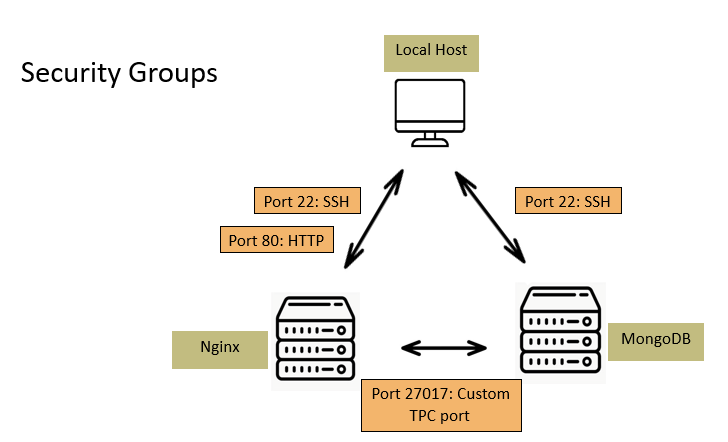 Local Host
Security Groups
Port 22: SSH
Port 22: SSH
Port 80: HTTP
Nginx
MongoDB
Port 27017: Custom
TPC port